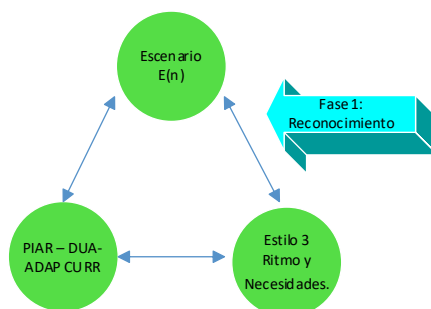 Escenario
E(n)
Fase 1:
Reconocimiento
PIAR – DUA-
ADAP CURR
Estilo 3
Ritmo y
Necesidades.